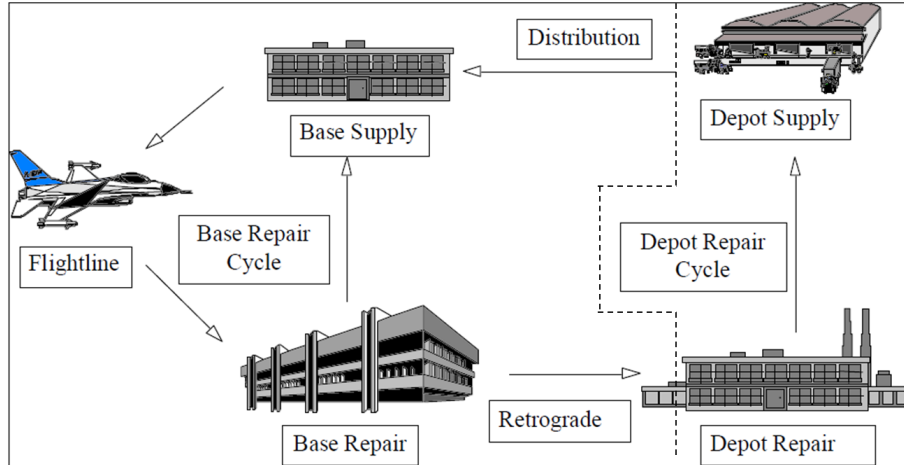 Distribution
Base Supply
Depot Supply
Base Repair
Cycle
Depot Repair
Cycle
Flightline
Retrograde
Base Repair
Depot Repair